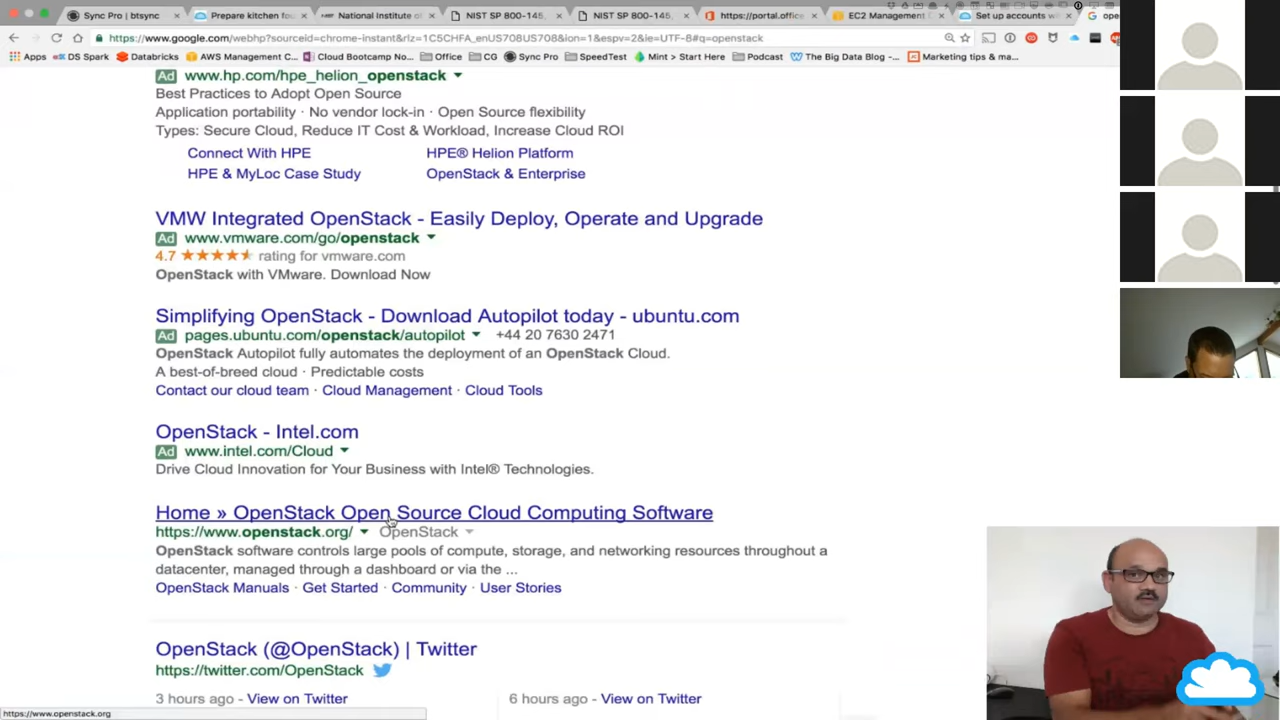 Sync Pro | btsync
Prepare kitchen fou
National Institute o
NIST SP 800-145,
NIST SP 800-145,
https://portal.office
EC2 Management C
Set up accounts wi
ope
https://www.google.com/webhp?sourceid=chrome-instant&rlz=1C5CHFA_enUS708US708&ion=1&espv=2&ie=UTF-8#q=openstack
Apps
DS Spark
Databricks
AWS Management C...
Cloud Bootcamp No...
Office
CG
Sync Pro
SpeedTest
Mint > Start Here
Podcast
The Big Data Blog -...
Marketing tips & ma...
Ad www.hp.com/hpe_helion_openstack
Best Practices to Adopt Open Source
Application portability · No vendor lock-in · Open Source flexibility
Types: Secure Cloud, Reduce IT Cost & Workload, Increase Cloud ROI
Connect With HPE
HPE® Helion Platform
HPE & MyLoc Case Study
OpenStack & Enterprise
VMW Integrated OpenStack - Easily Deploy, Operate and Upgrade
Ad www.vmware.com/go/openstack
4.7 ★★★★★ rating for vmware.com
OpenStack with VMware. Download Now
Simplifying OpenStack - Download Autopilot today - ubuntu.com
Ad pages.ubuntu.com/openstack/autopilot +44 20 7630 2471
OpenStack Autopilot fully automates the deployment of an OpenStack Cloud.
A best-of-breed cloud · Predictable costs
Contact our cloud team · Cloud Management · Cloud Tools
OpenStack - Intel.com
Ad www.intel.com/Cloud
Drive Cloud Innovation for Your Business with Intel® Technologies.
Home » OpenStack Open Source Cloud Computing Software
https://www.openstack.org/ OpenStack
OpenStack software controls large pools of compute, storage, and networking resources throughout a
datacenter, managed through a dashboard or via the ...
OpenStack Manuals · Get Started · Community · User Stories
OpenStack (@OpenStack) | Twitter
https://twitter.com/OpenStack
3 hours ago - View on Twitter
6 hours ago - View on Twitter
https://www.openstack.org